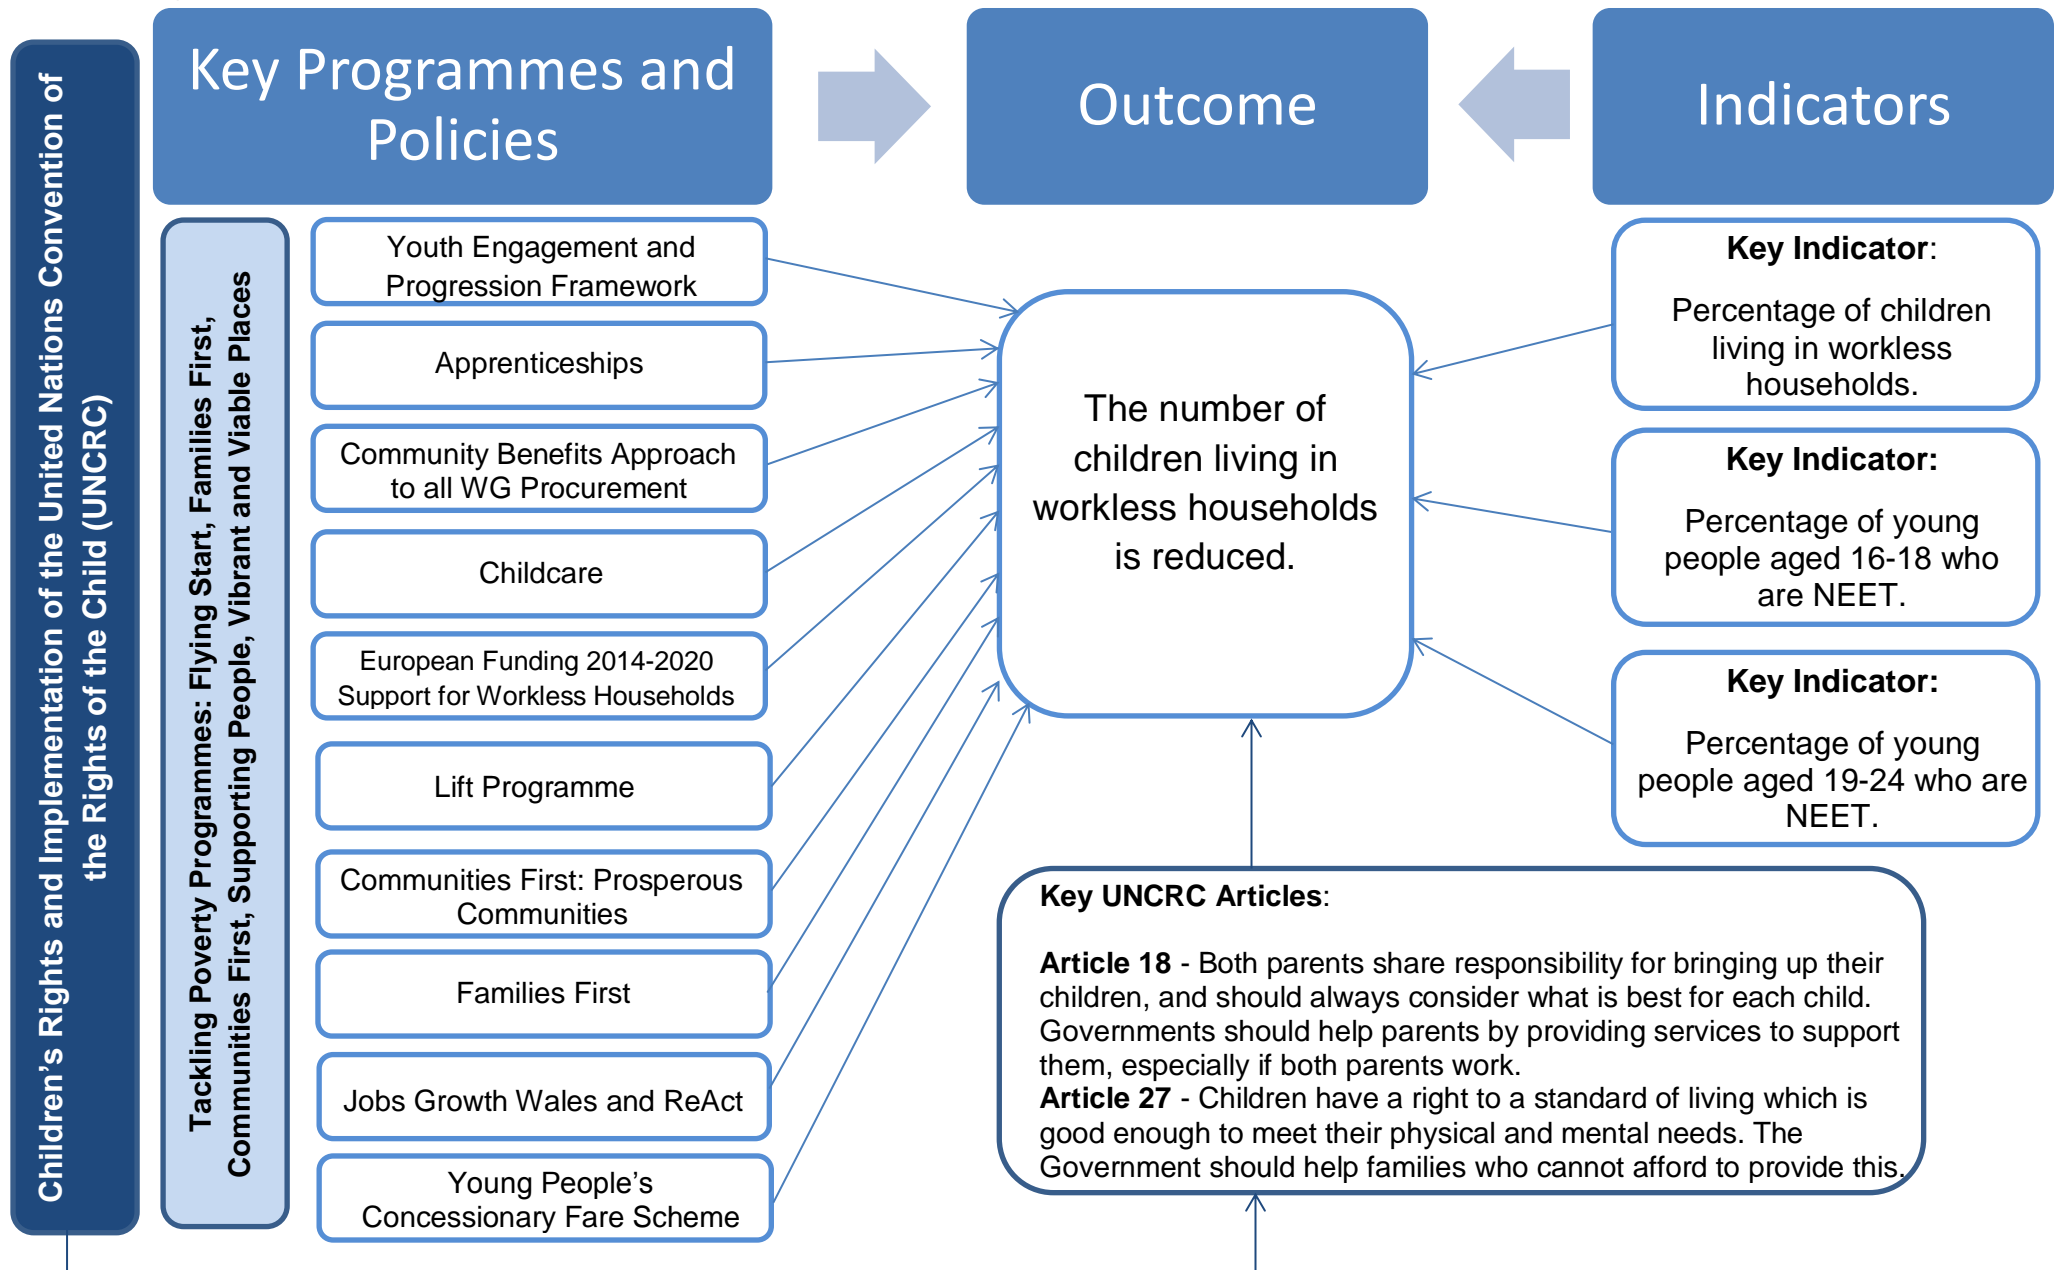 Children’s Rights and Implementation of the United Nations Convention of
the Rights of the Child (UNCRC)
Key Programmes and
Policies
Outcome
Indicators
Tackling Poverty Programmes: Flying Start, Families First,
Communities First, Supporting People, Vibrant and Viable Places
Youth Engagement and
Progression Framework
Apprenticeships
Community Benefits Approach
to all WG Procurement
Childcare
European Funding 2014-2020
Support for Workless Households
Lift Programme
Communities First: Prosperous
Communities
Families First
Jobs Growth Wales and ReAct
Young People’s
Concessionary Fare Scheme
The number of
children living in
workless households
is reduced.
Key Indicator:
Percentage of children
living in workless
households.
Key Indicator:
Percentage of young
people aged 16-18 who
are NEET.
Key Indicator:
Percentage of young
people aged 19-24 who are
NEET.
Key UNCRC Articles:
Article 18 - Both parents share responsibility for bringing up their
children, and should always consider what is best for each child.
Governments should help parents by providing services to support
them, especially if both parents work.
Article 27 - Children have a right to a standard of living which is
good enough to meet their physical and mental needs. The
Government should help families who cannot afford to provide this.